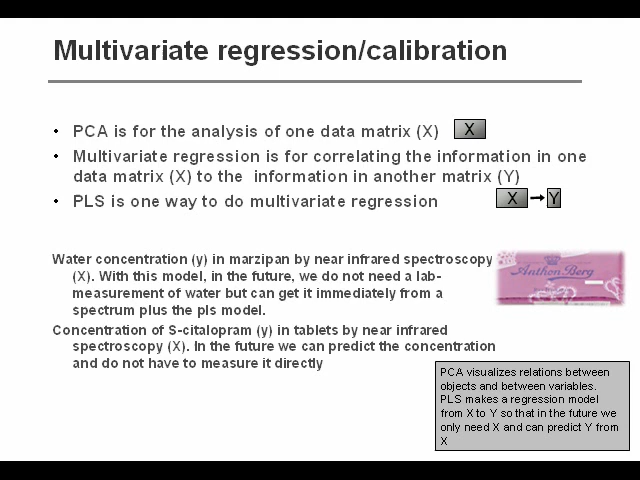 Multivariate regression/calibration
• PCA is for the analysis of one data matrix (X) X
• Multivariate regression is for correlating the information in one
data matrix (X) to the information in another matrix (Y)
• PLS is one way to do multivariate regression X → Y
Water concentration (y) in marzipan by near infrared spectroscopy
(X). With this model, in the future, we do not need a lab-
measurement of water but can get it immediately from a
spectrum plus the pls model.
Anthon Berg
Concentration of S-citalopram (y) in tablets by near infrared
spectroscopy (X). In the future we can predict the concentration
and do not have to measure it directly
PCA visualizes relations between
objects and between variables.
PLS makes a regression model
from X to Y so that in the future we
only need X and can predict Y from
X